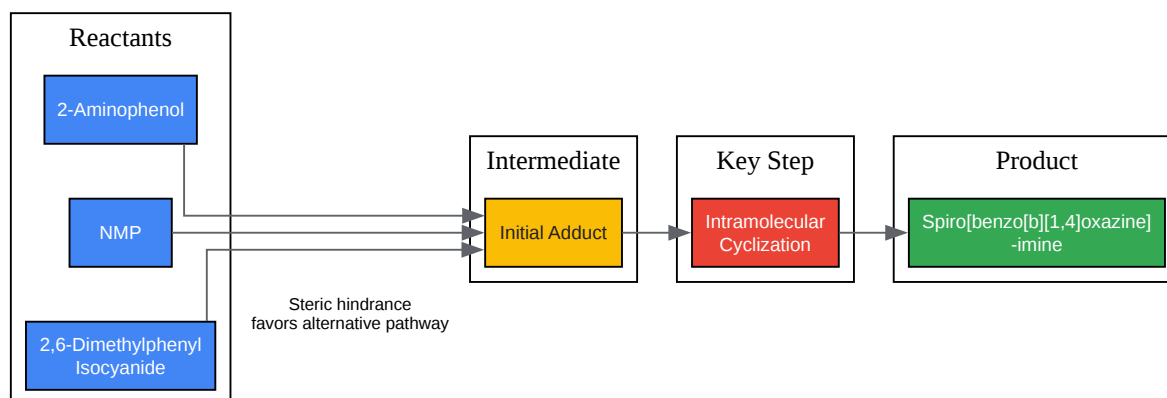 Reactants
2-Aminophenol
NMP
2,6-Dimethylphenyl
Isocyanide
Steric hindrance
favors alternative pathway
Intermediate
Initial Adduct
Key Step
Intramolecular
Cyclization
Product
Spiro[benzo[b][1,4]oxazine]
-imine